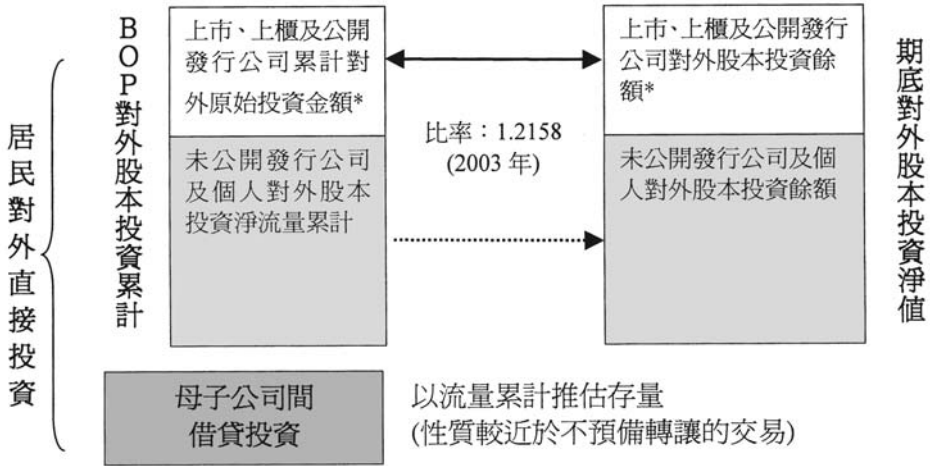 居民對外直接投資
BOP對外股本投資累計
上市、上櫃及公開
發行公司累計對
外原始投資金額*
未公開發行公司
及個人對外股本
投資淨流量累計
比率：1.2158
(2003 年)
上市、上櫃及公開發行
公司對外股本投資餘
額*
未公開發行公司及個
人對外股本投資餘額
期底對外股本投資淨值
母子公司間
借貸投資
以流量累計推估存量
(性質較近於不預備轉讓的交易)